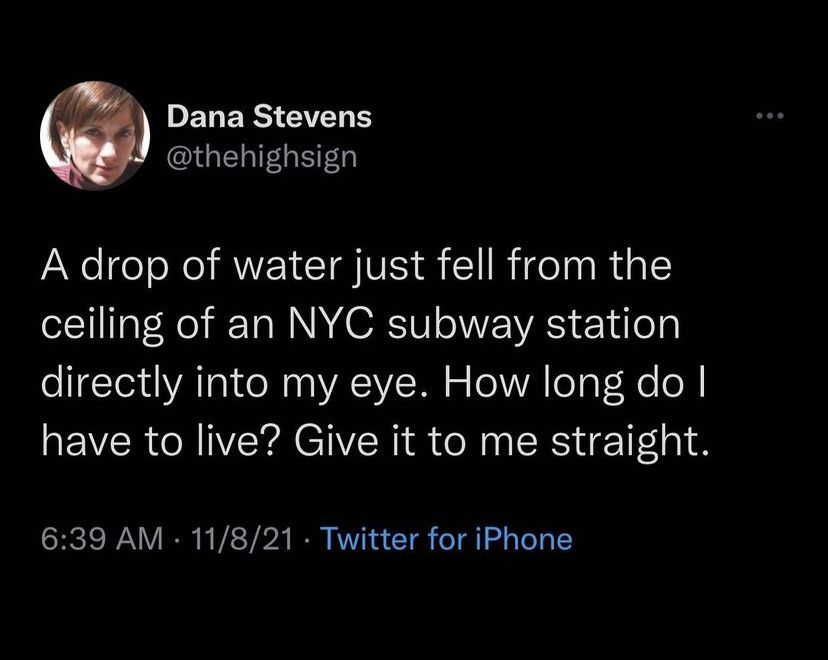 Dana Stevens
@thehighsign
A drop of water just fell from the
ceiling of an NYC subway station
directly into my eye. How long do I
have to live? Give it to me straight.
6:39 AM · 11/8/21 · Twitter for iPhone